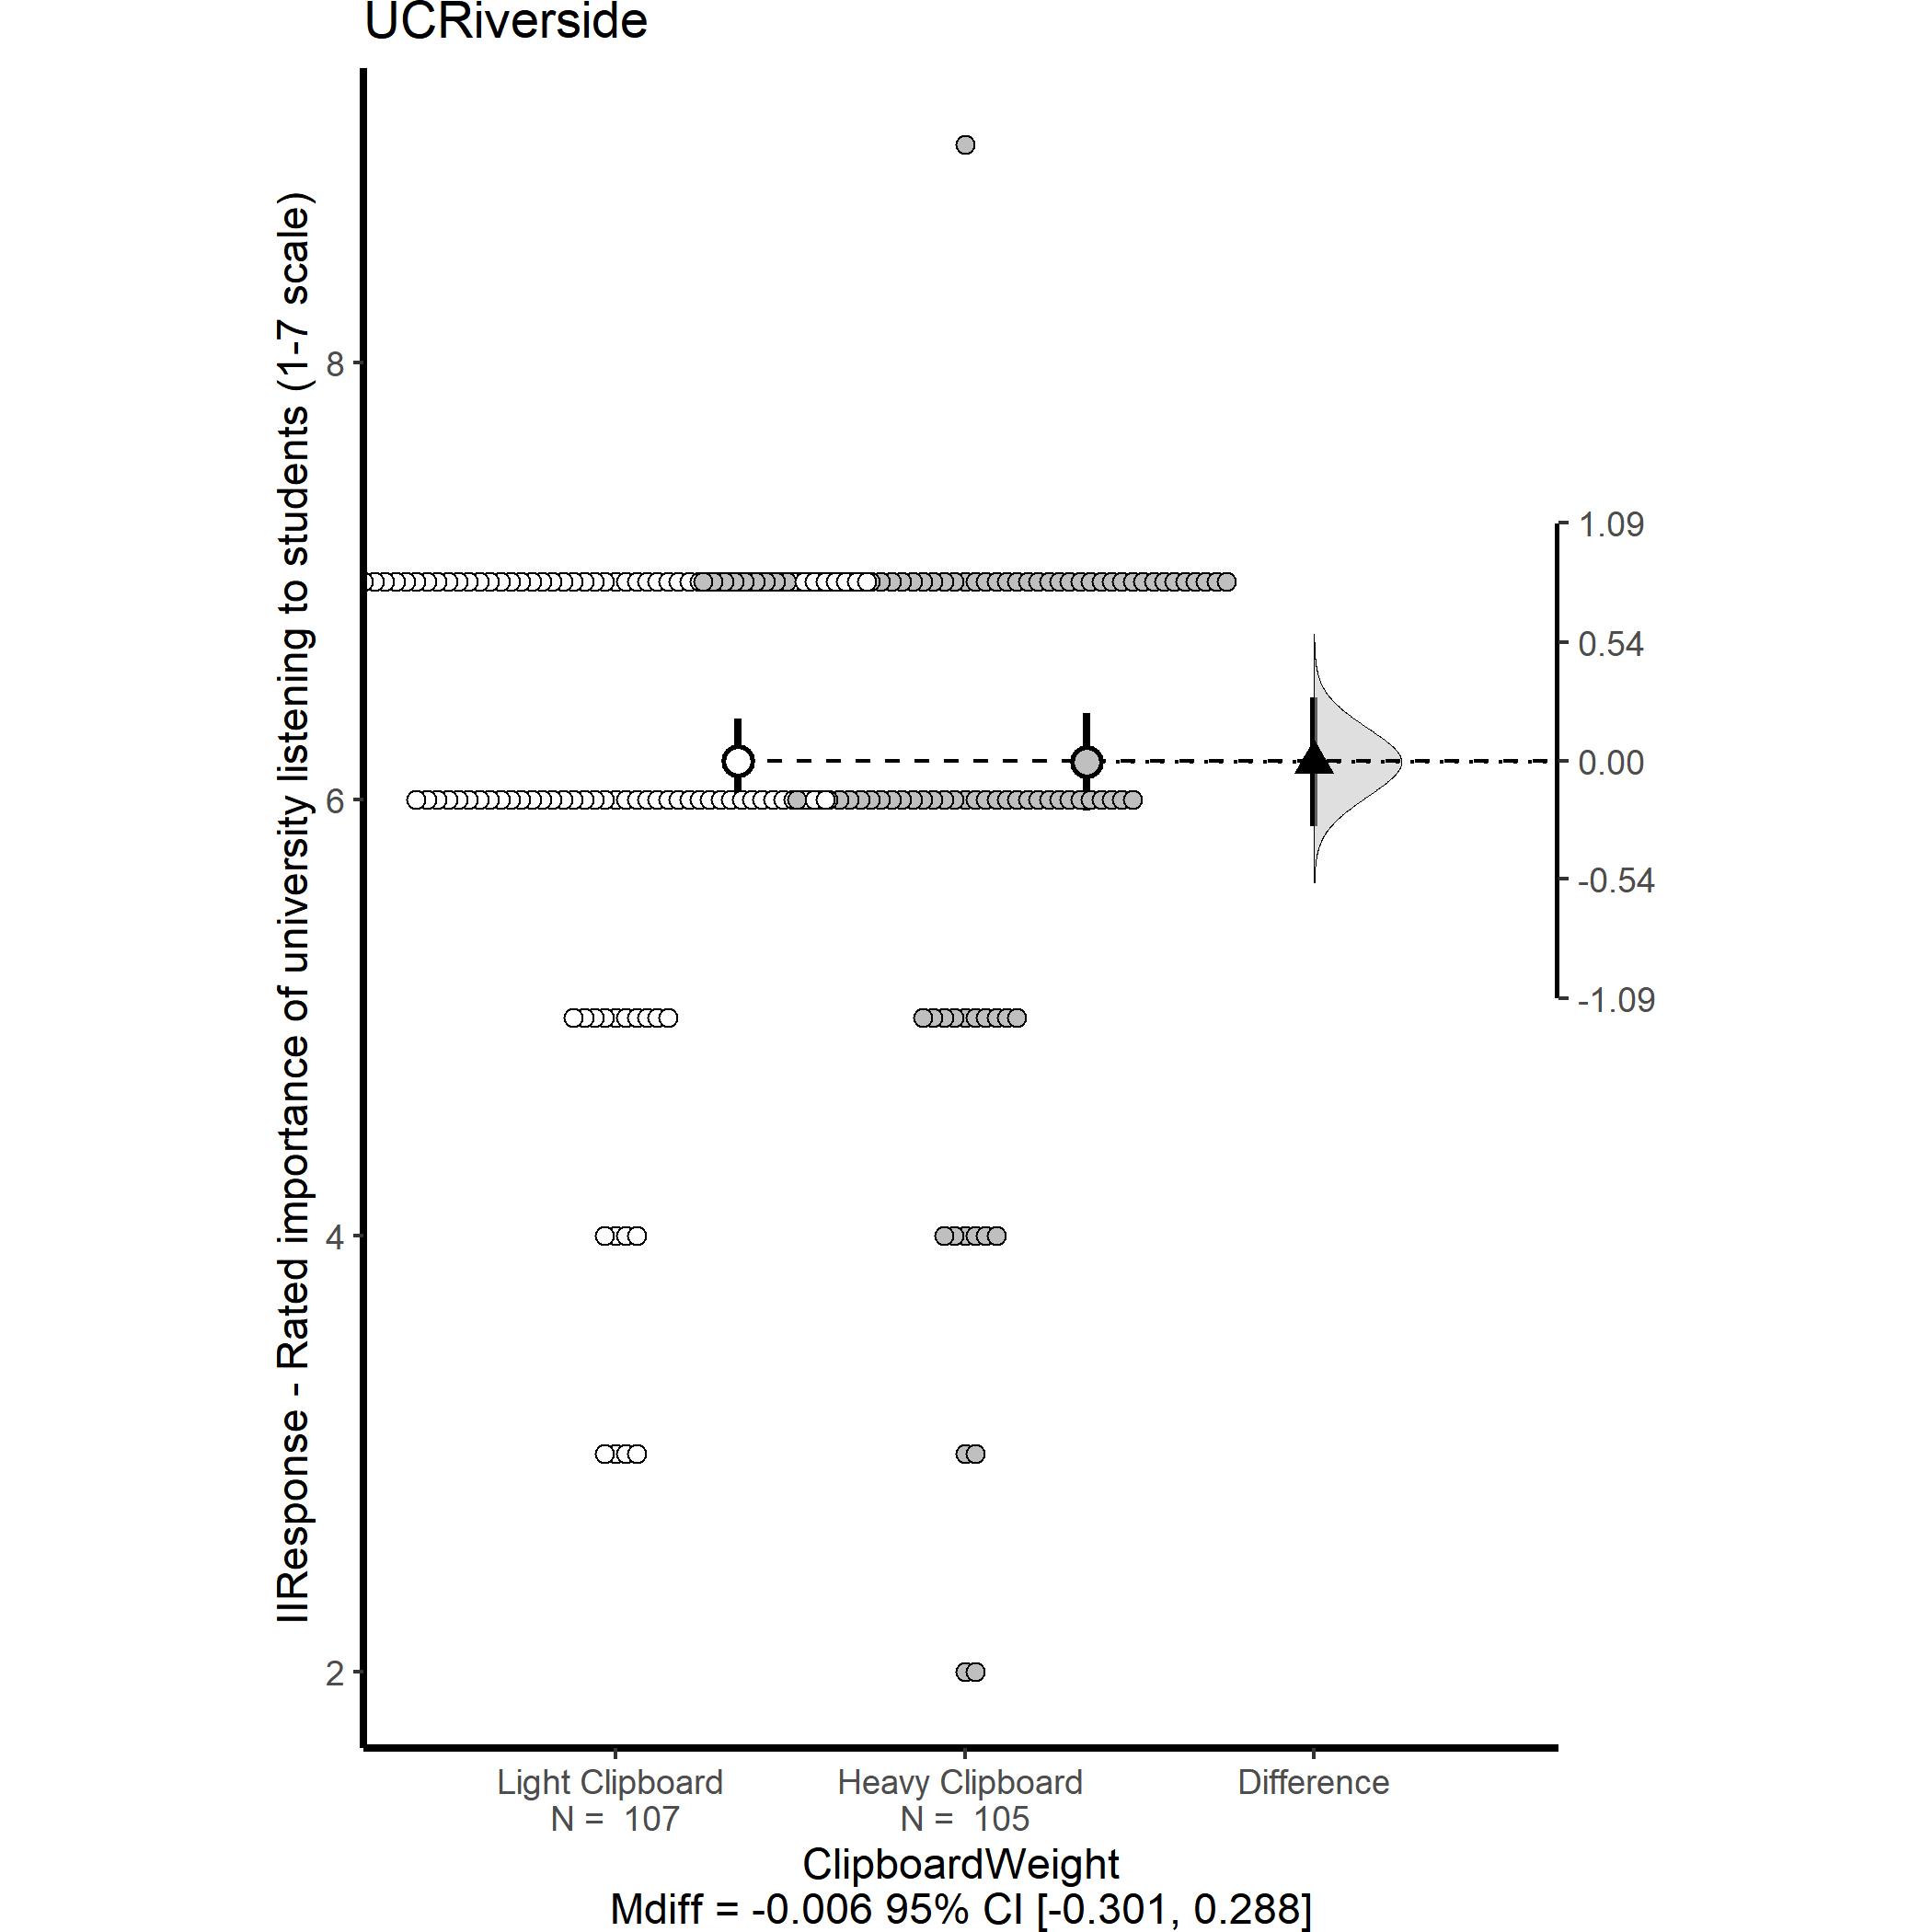 UCRiverside
IIResponse - Rated importance of university listening to students (1-7 scale)
8
6
4
2
1.09
0.54
0.00
-0.54
-1.09
Light Clipboard
N =  107
Heavy Clipboard
N =  105
Difference
ClipboardWeight
Mdiff = -0.006 95% CI [-0.301, 0.288]